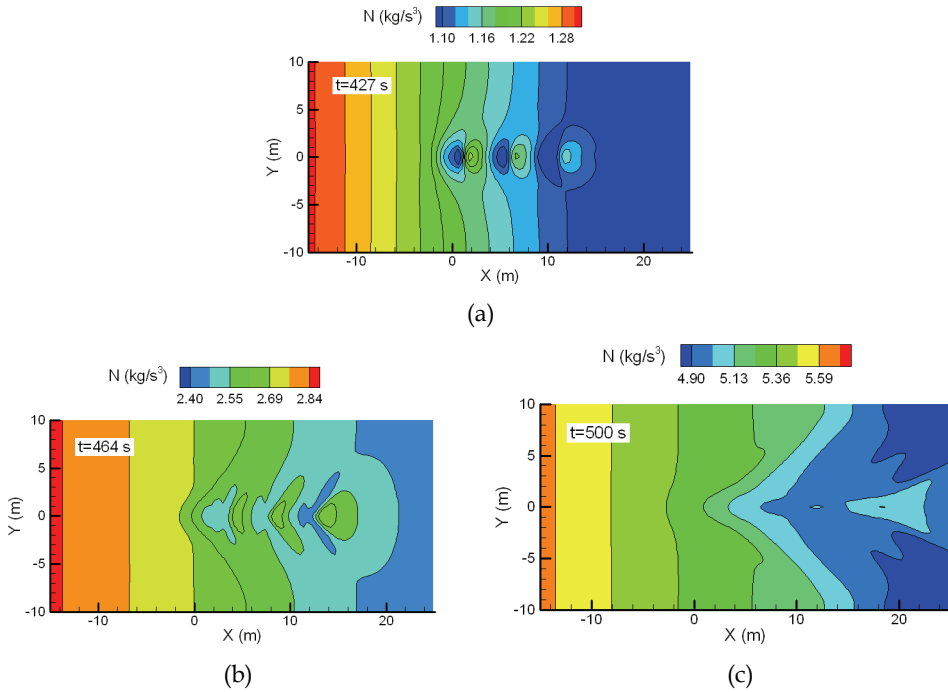 N (kg/s³)
1.10 1.16 1.22 1.28
10
5
0
-5
-10
Y (m)
t=427 s
-10 0 10 20
X (m)
(a)
N (kg/s³)
2.40 2.55 2.69 2.84
10
5
0
-5
-10
Y (m)
t=464 s
-10 0 10 20
X (m)
(b)
N (kg/s³)
4.90 5.13 5.36 5.59
10
5
0
-5
-10
Y (m)
t=500 s
-10 0 10 20
X (m)
(c)